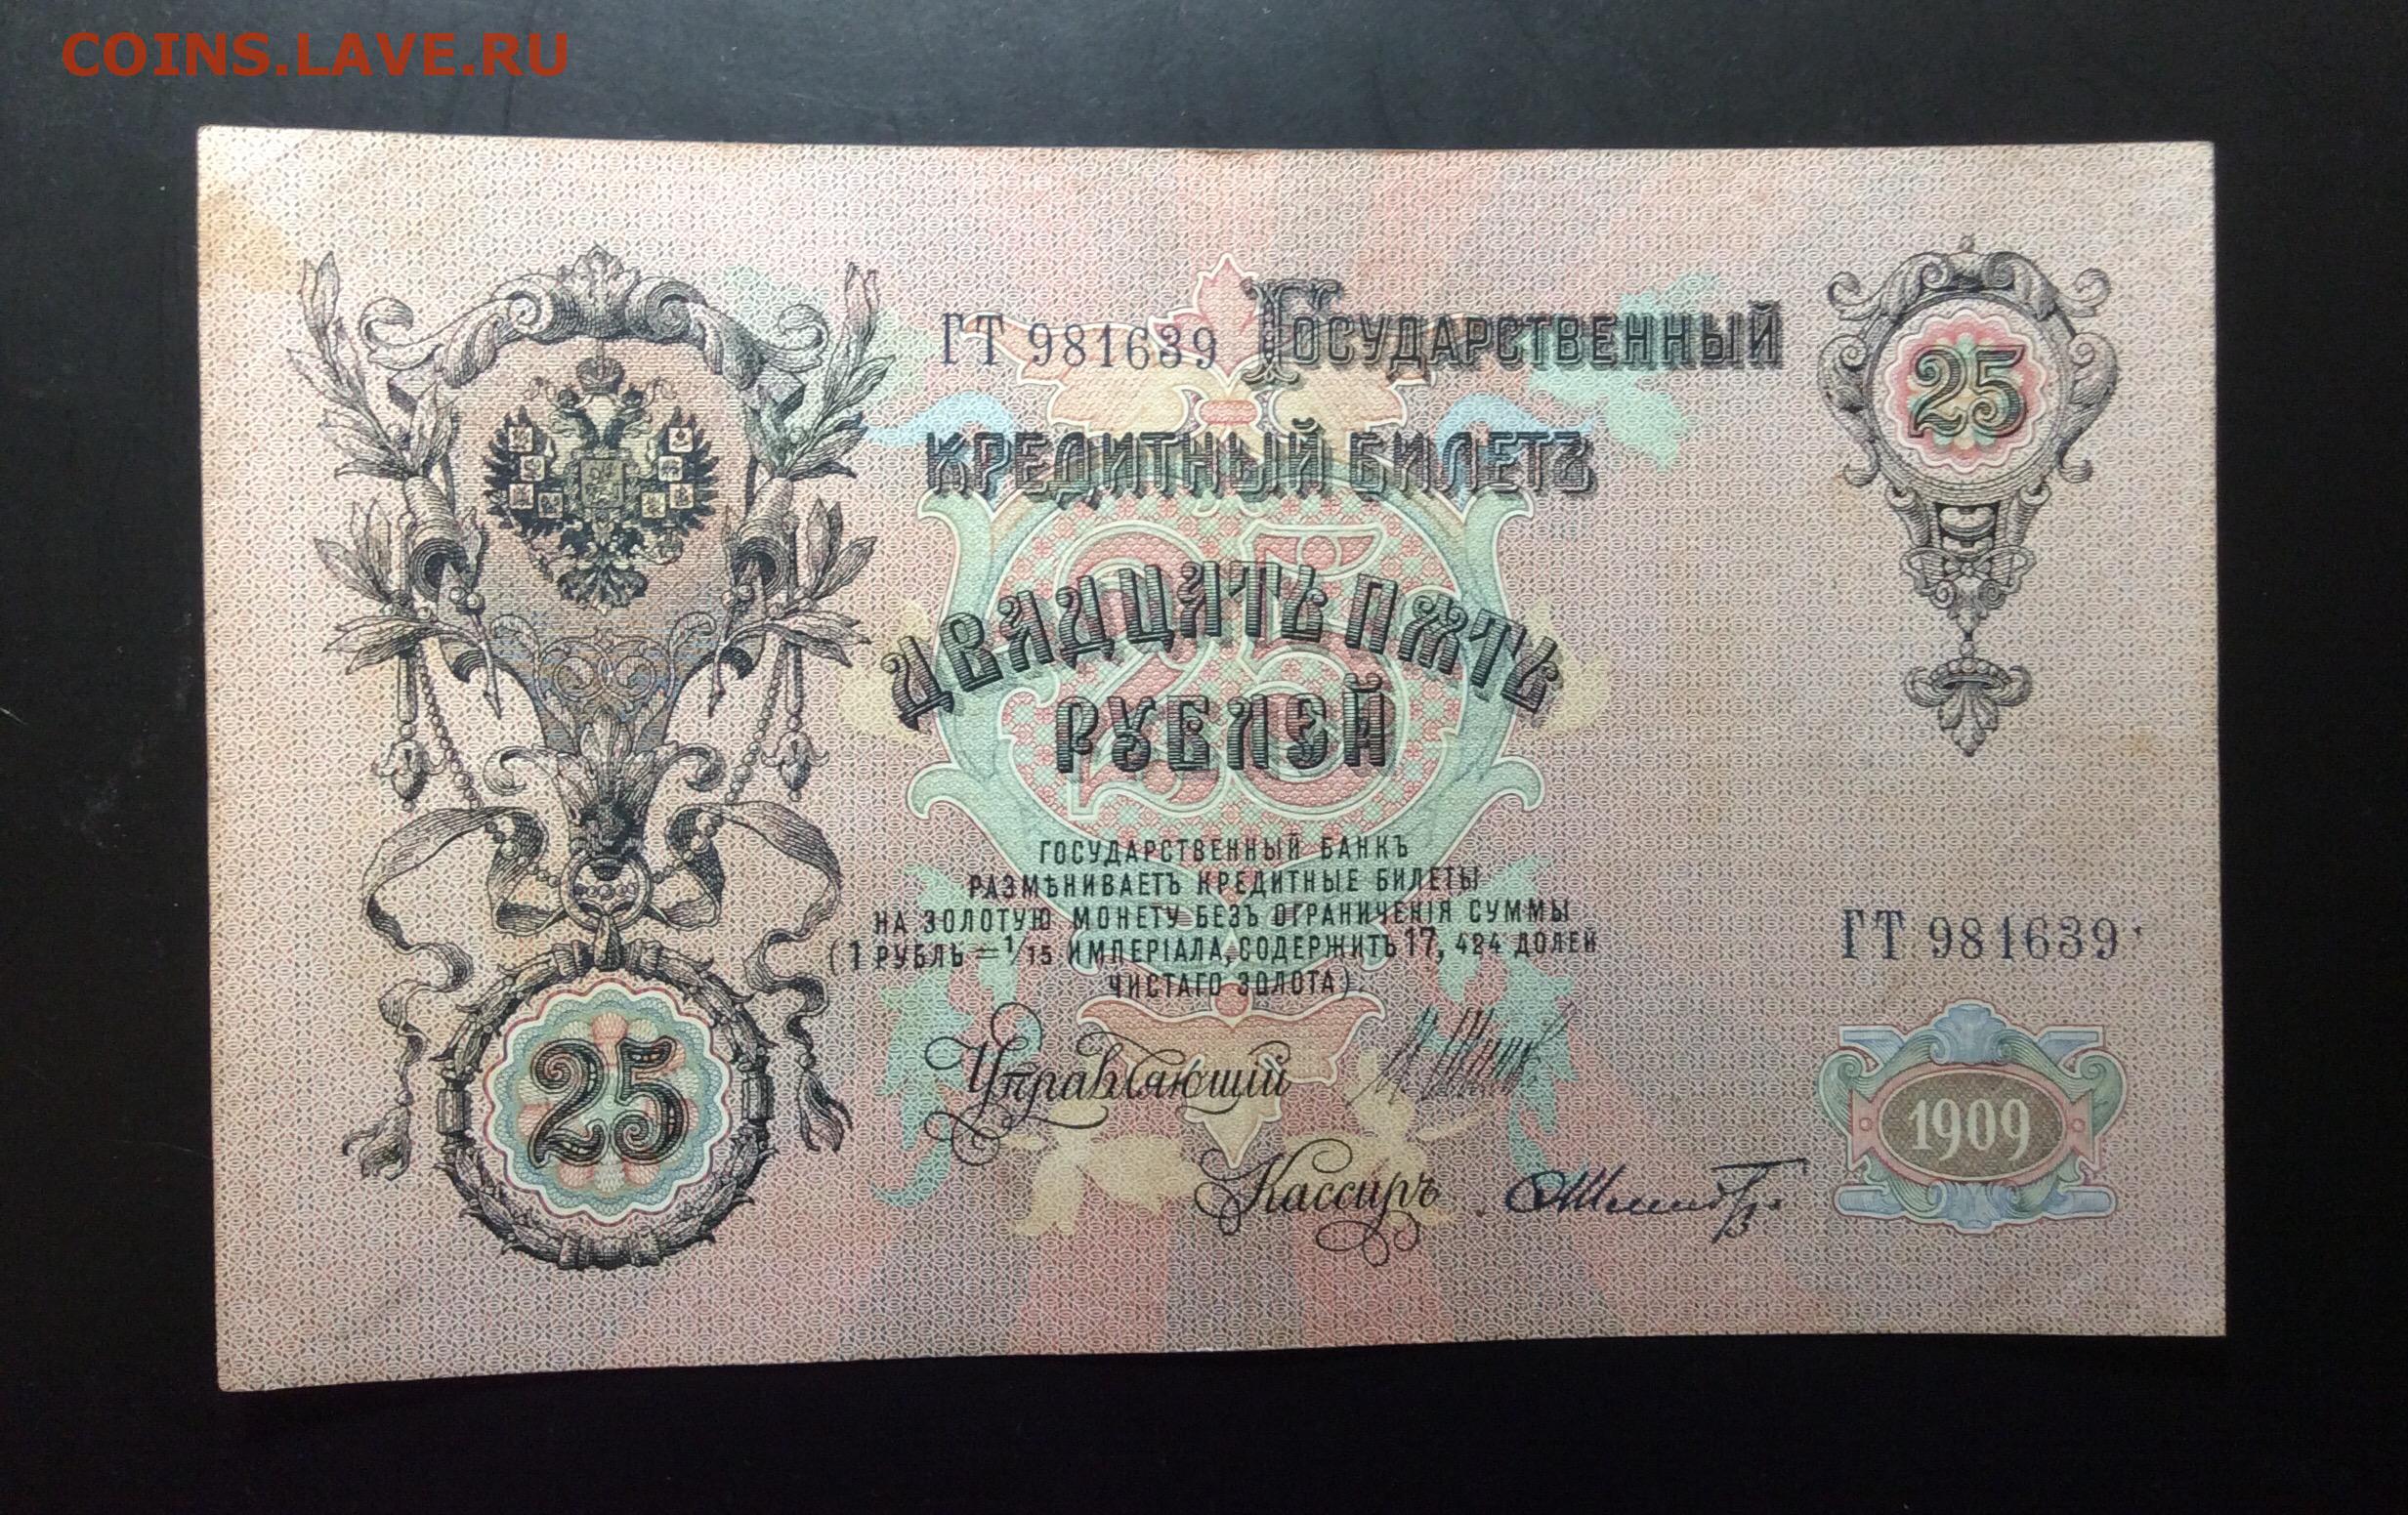 COINS.LAVE.RU
ГТ 981639 ГОСУДАРСТВЕННЫЙ
25
КРЕДИТНЫЙ БИЛЕТЪ
25
ДВАДЦАТЬ ПЯТЬ
РУБЛЕЙ
ГОСУДАРСТВЕННЫЙ БАНКЪ
РАЗМѢНИВАЕТЪ КРЕДИТНЫЕ БИЛЕТЫ
НА ЗОЛОТУЮ МОНЕТУ БЕЗЪ ОГРАНИЧЕНІЯ СУММЫ
(1 РУБЛЬ = 1/15 ИМПЕРІАЛА, СОДЕРЖИТЪ 17, 424 ДОЛЕЙ
ЧИСТАГО ЗОЛОТА).
ГТ 981639
25
Управляющій
Кассиръ
1909